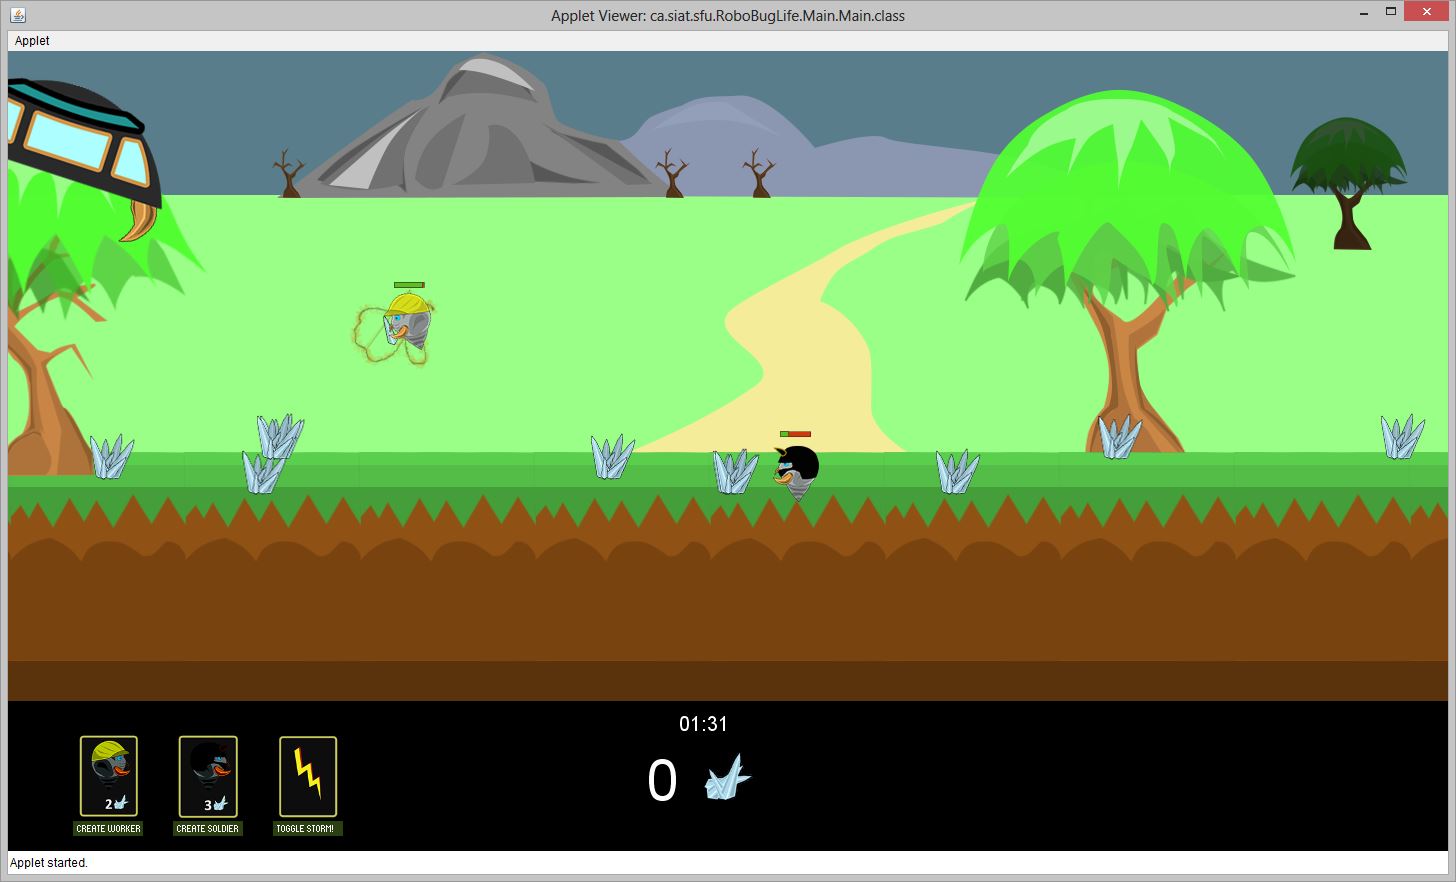 Applet Viewer: ca.siat.sfu.RoboBugLife.Main.Main.class
Applet
01:31
0
2
3
CREATE WORKER
CREATE SOLDIER
TOGGLE STORM!
Applet started.